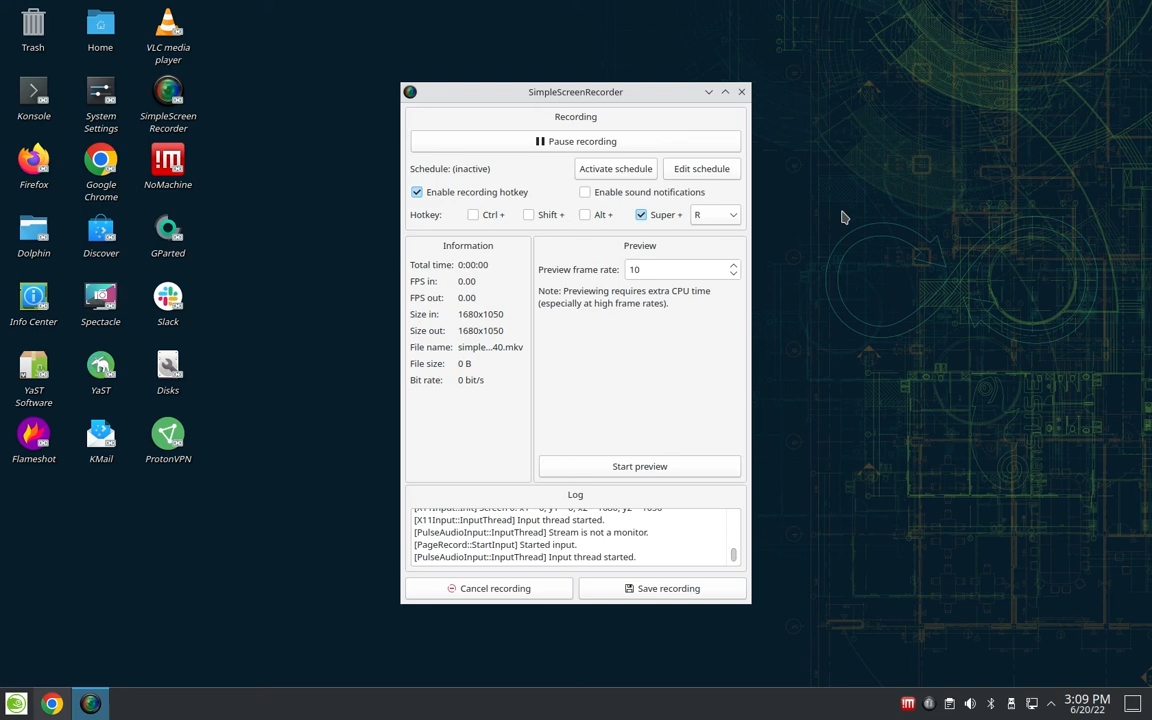 Trash
Home
VLC media
player
Konsole
System
Settings
SimpleScreen
Recorder
Firefox
Google
Chrome
NoMachine
Dolphin
Discover
GParted
Info Center
Spectacle
Slack
YaST
Software
YaST
Disks
Flameshot
KMail
ProtonVPN
SimpleScreenRecorder
Recording
Pause recording
Schedule: (inactive)
Activate schedule
Edit schedule
Enable recording hotkey
Enable sound notifications
Hotkey:
Ctrl +
Shift +
Alt +
Super +
R
Information
Total time: 0:00:00
FPS in: 0.00
FPS out: 0.00
Size in: 1680x1050
Size out: 1680x1050
File name: simple...40.mkv
File size: 0 B
Bit rate: 0 bit/s
Preview
Preview frame rate: 10
Note: Previewing requires extra CPU time
(especially at high frame rates).
Start preview
Log
[X11Input::InputThread] Input thread started.
[PulseAudioInput::InputThread] Stream is not a monitor.
[PageRecord::StartInput] Started input.
[PulseAudioInput::InputThread] Input thread started.
Cancel recording
Save recording
3:09 PM
6/20/22